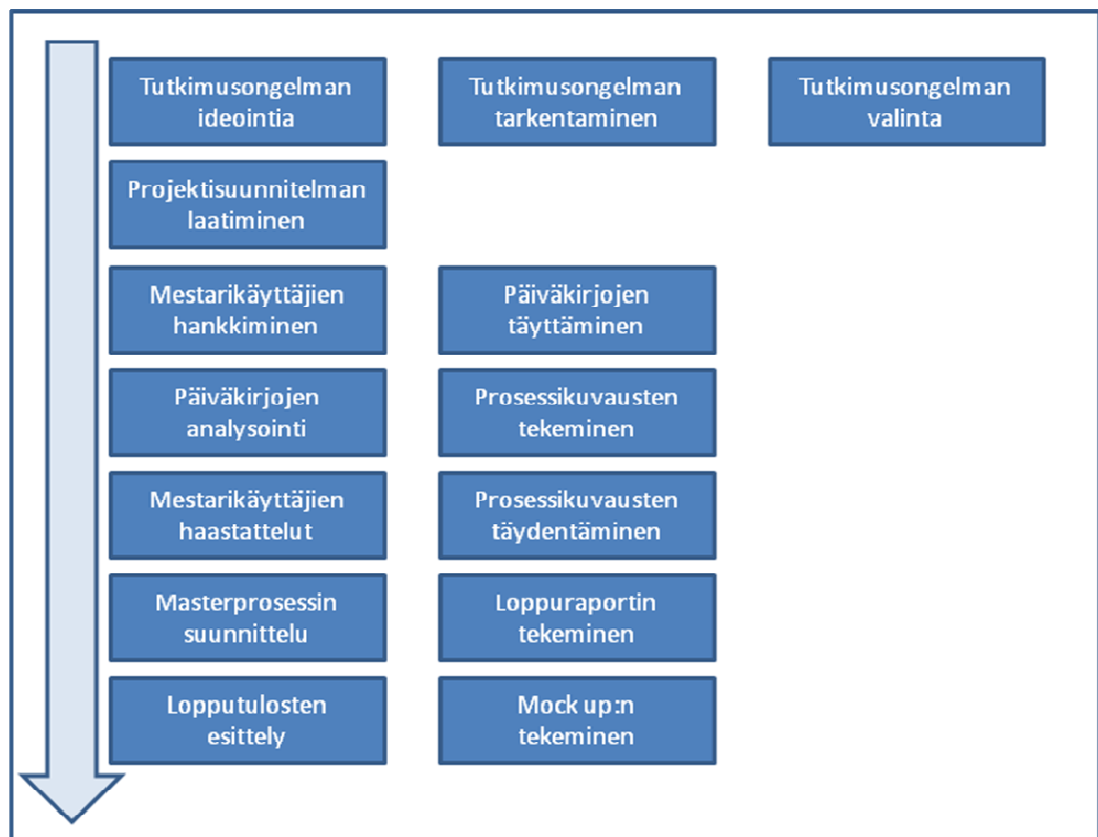 Tutkimusongelman
ideointia
Tutkimusongelman
tarkentaminen
Tutkimusongelman
valinta
Projektisuunnitelman
laatiminen
Mestarikäyttäjien
hankkiminen
Päiväkirjojen
täyttäminen
Päiväkirjojen
analysointi
Prosessikuvausten
tekeminen
Mestarikäyttäjien
haastattelut
Prosessikuvausten
täydentäminen
Masterprosessin
suunnittelu
Loppuraportin
tekeminen
Lopputulosten
esittely
Mock up:n
tekeminen